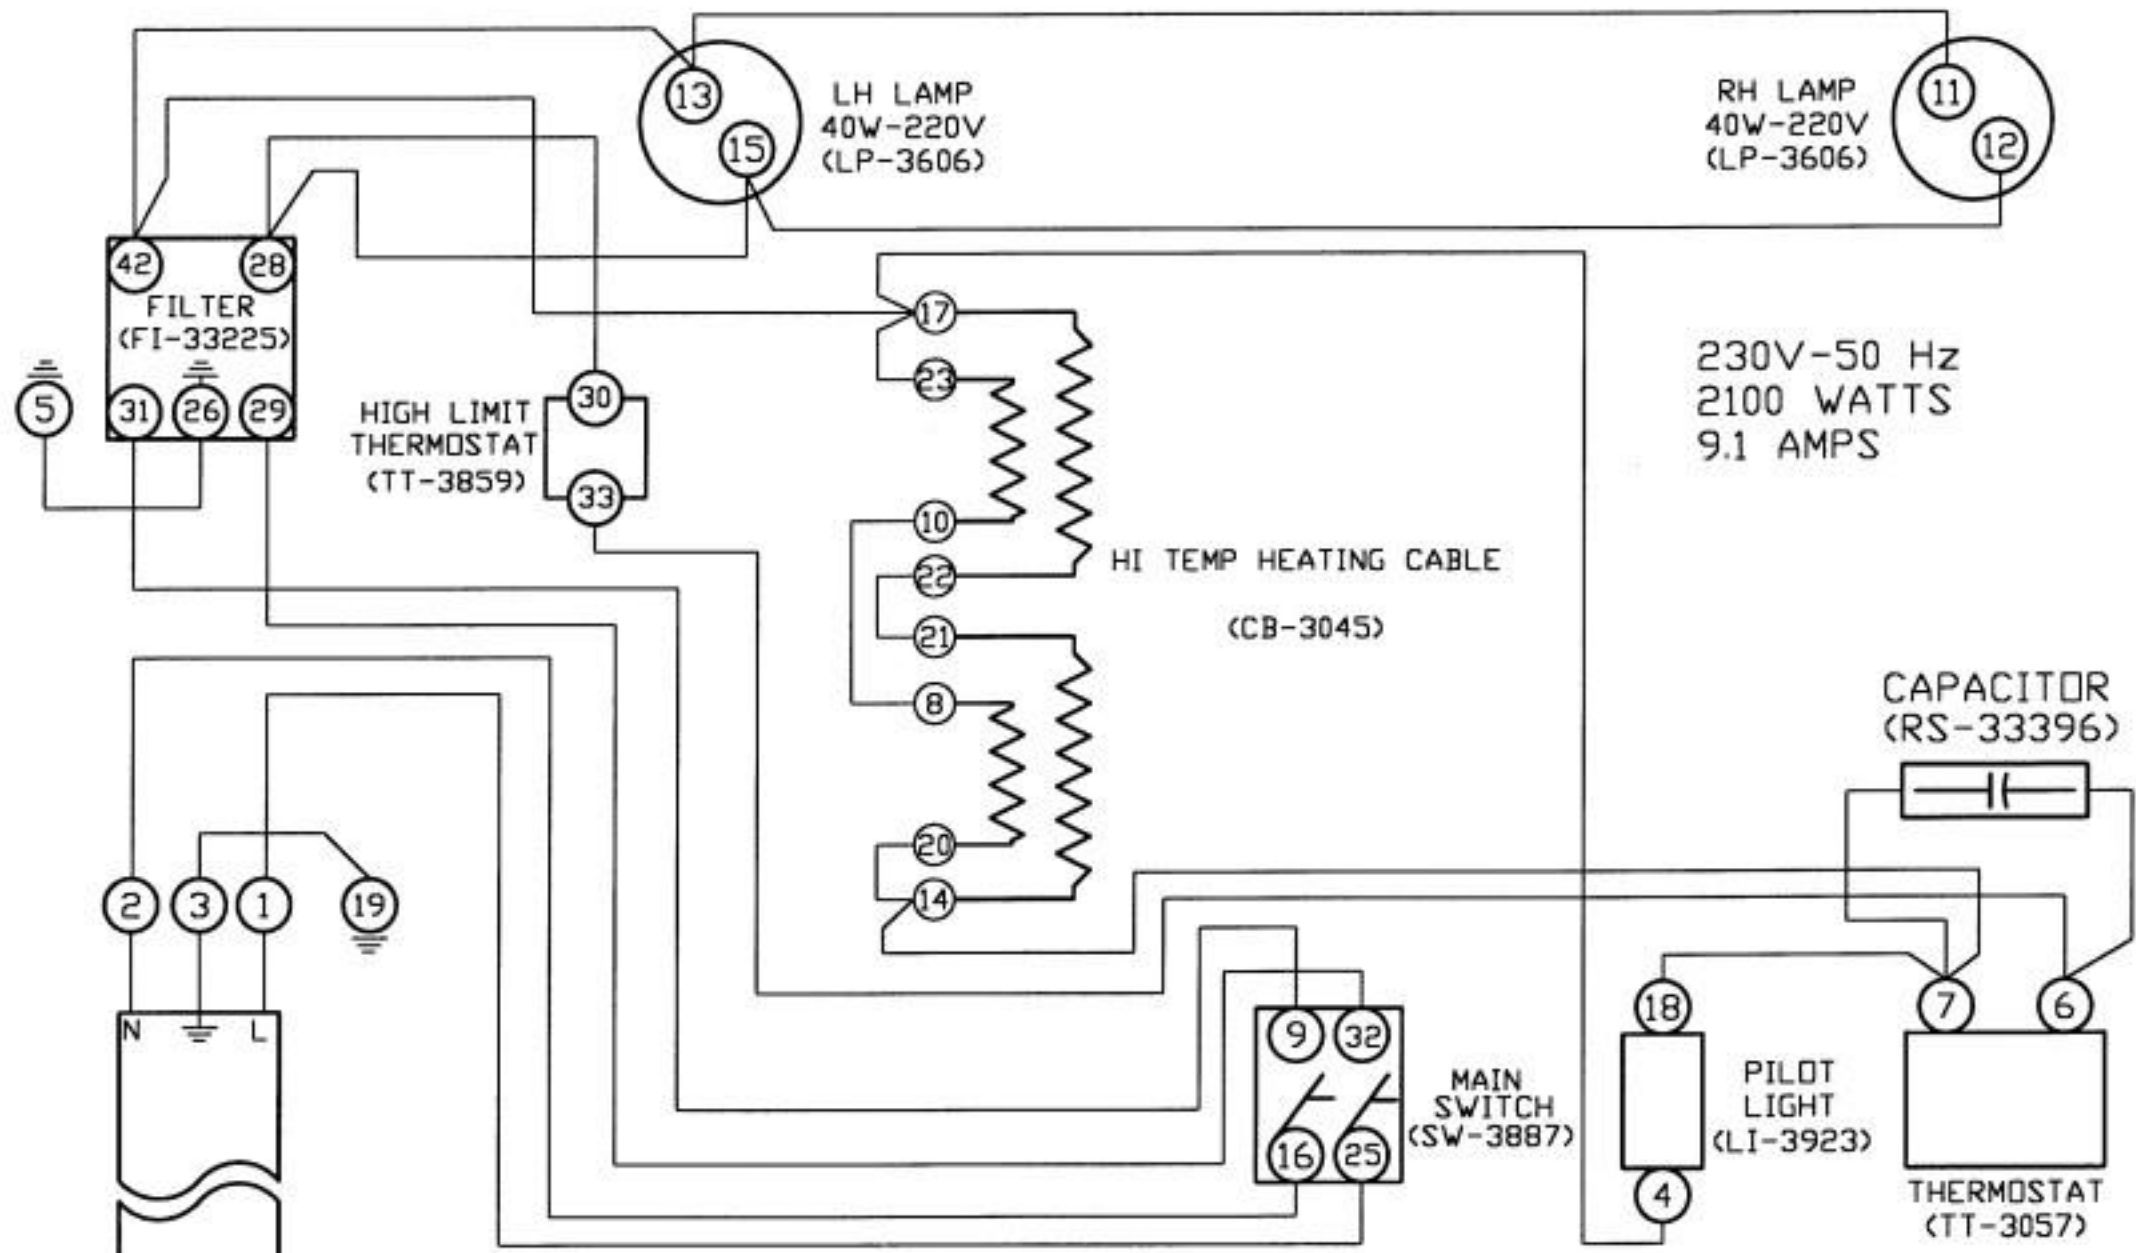 13
15
LH LAMP
40W-220V
(LP-3606)
RH LAMP
40W-220V
(LP-3606)
11
12
42
28
FILTER
(FI-33225)
5
31
26
29
HIGH LIMIT
THERMOSTAT
(TT-3859)
30
33
17
23
10
22
21
8
20
14
HI TEMP HEATING CABLE
(CB-3045)
230V-50 Hz
2100 WATTS
9.1 AMPS
CAPACITOR
(RS-33396)
2
3
1
19
N
L
9
32
16
25
MAIN
SWITCH
(SW-3887)
18
4
PILOT
LIGHT
(LI-3923)
7
6
THERMOSTAT
(TT-3057)